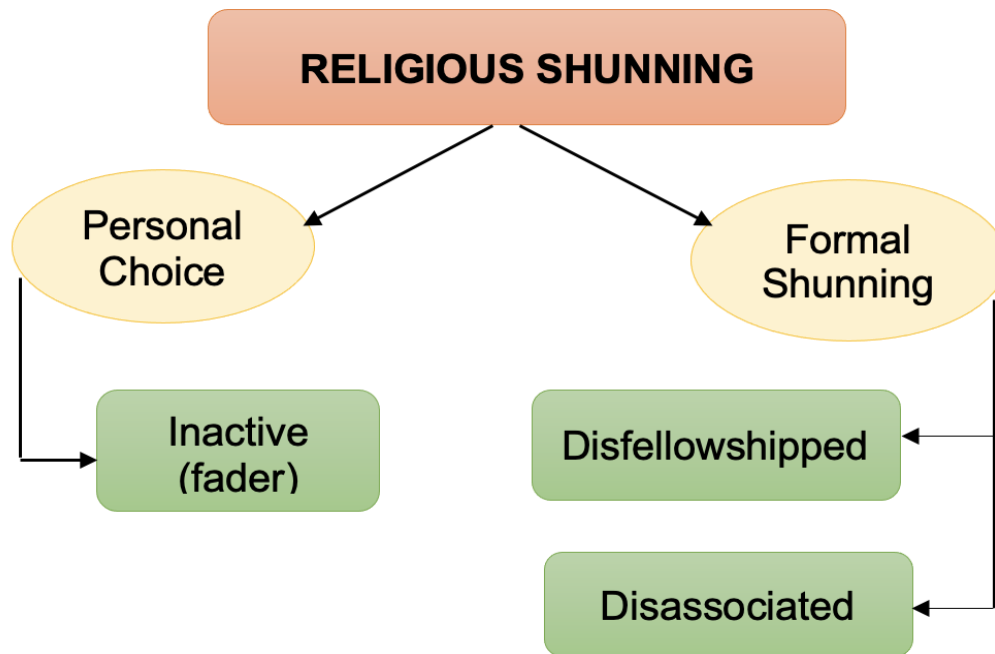 RELIGIOUS SHUNNING
Personal
Choice
Formal
Shunning
Inactive
(fader)
Disfellowshipped
Disassociated